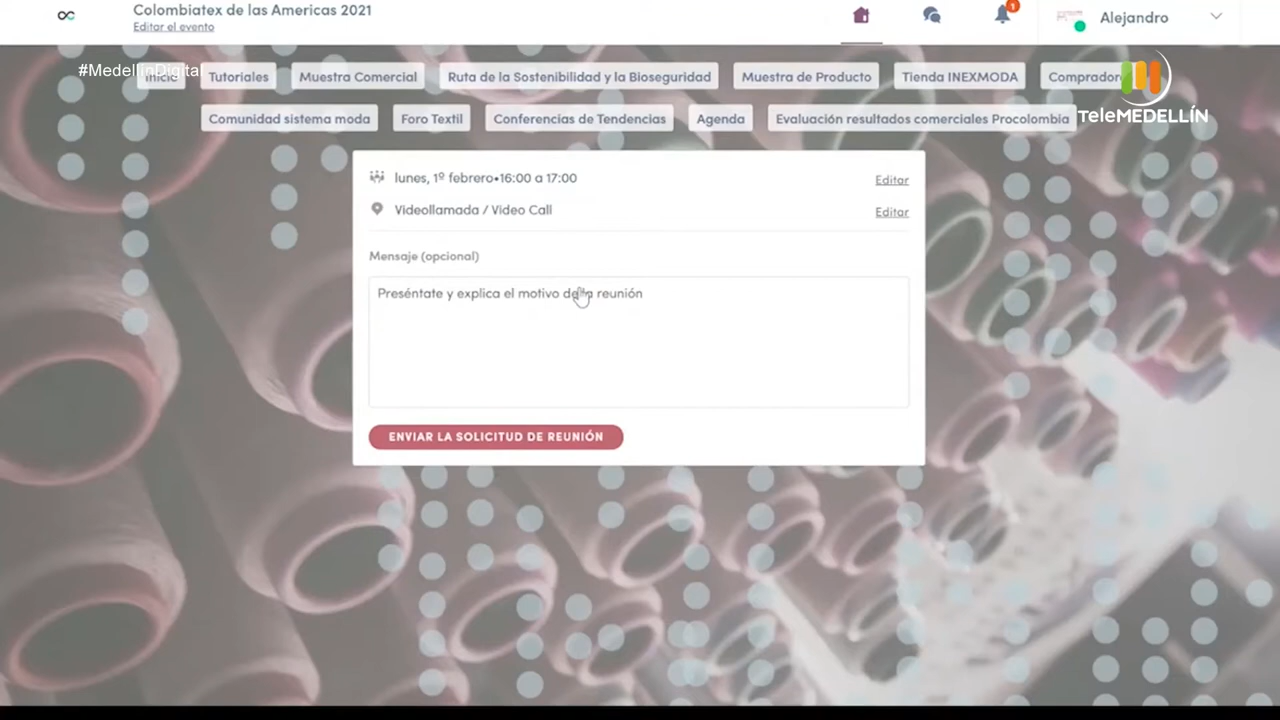 Colombiatex de las Americas 2021
Editar el evento
1
Alejandro
#MedellínDigital
Inicio
Tutoriales
Muestra Comercial
Ruta de la Sostenibilidad y la Bioseguridad
Muestra de Producto
Tienda INEXMODA
Comprador
TeleMEDELLÍN
Comunidad sistema moda
Foro Textil
Conferencias de Tendencias
Agenda
Evaluación resultados comerciales Procolombia
lunes, 1º febrero•16:00 a 17:00
Editar
Videollamada / Video Call
Editar
Mensaje (opcional)
Preséntate y explica el motivo de la reunión
ENVIAR LA SOLICITUD DE REUNIÓN